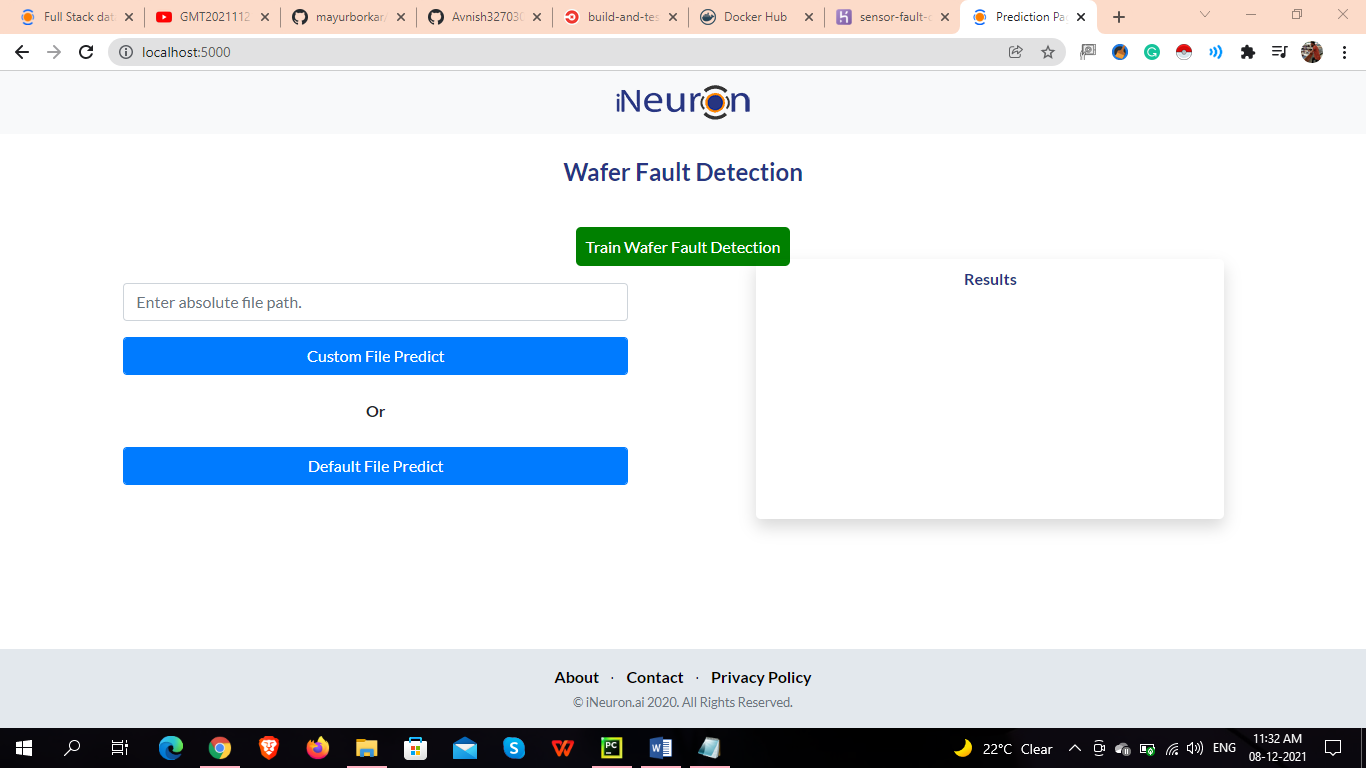 Full Stack dat
GMT2021112
mayurborkar/
Avnish32703
build-and-tes
Docker Hub
sensor-fault-
Prediction Pa
localhost:5000
iNeuron
Wafer Fault Detection
Train Wafer Fault Detection
Results
Enter absolute file path.
Custom File Predict
Or
Default File Predict
About · Contact · Privacy Policy
© iNeuron.ai 2020. All Rights Reserved.
22°C Clear
ENG
11:32 AM
08-12-2021